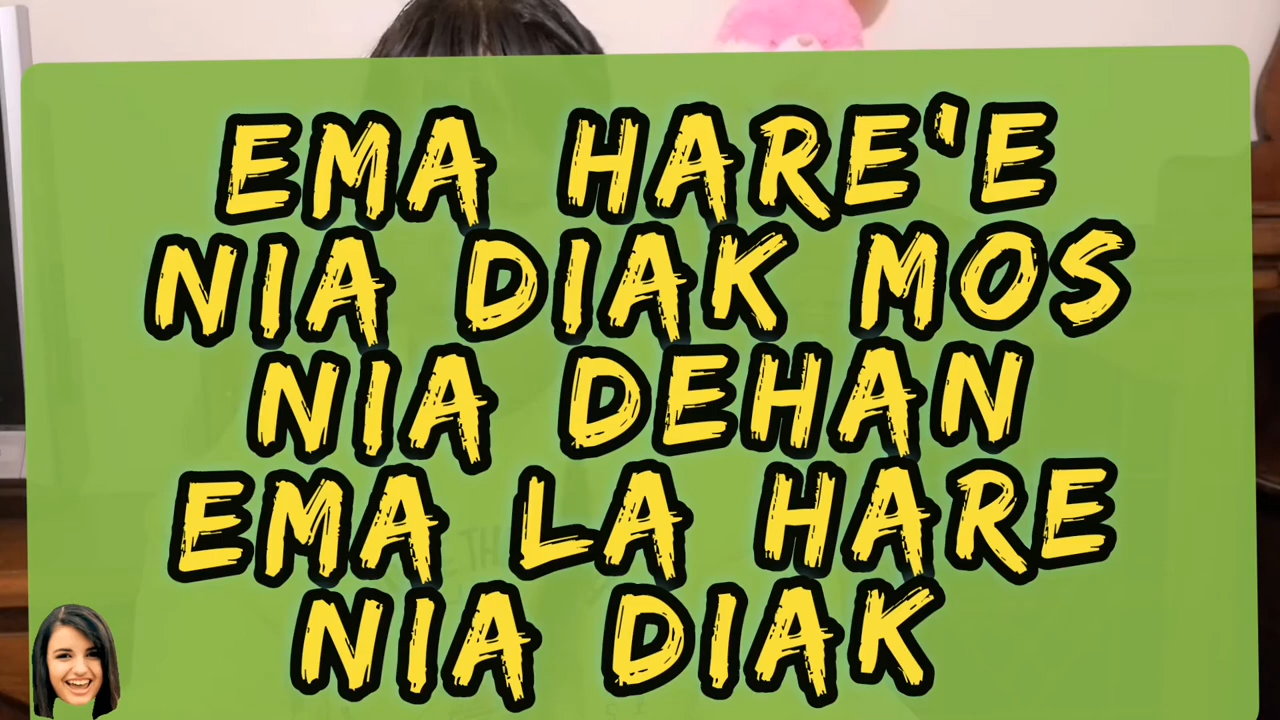 EMA HARE'E
NIA DIAK MOS
NIA DEHAN
EMA LA HARE
NIA DIAK